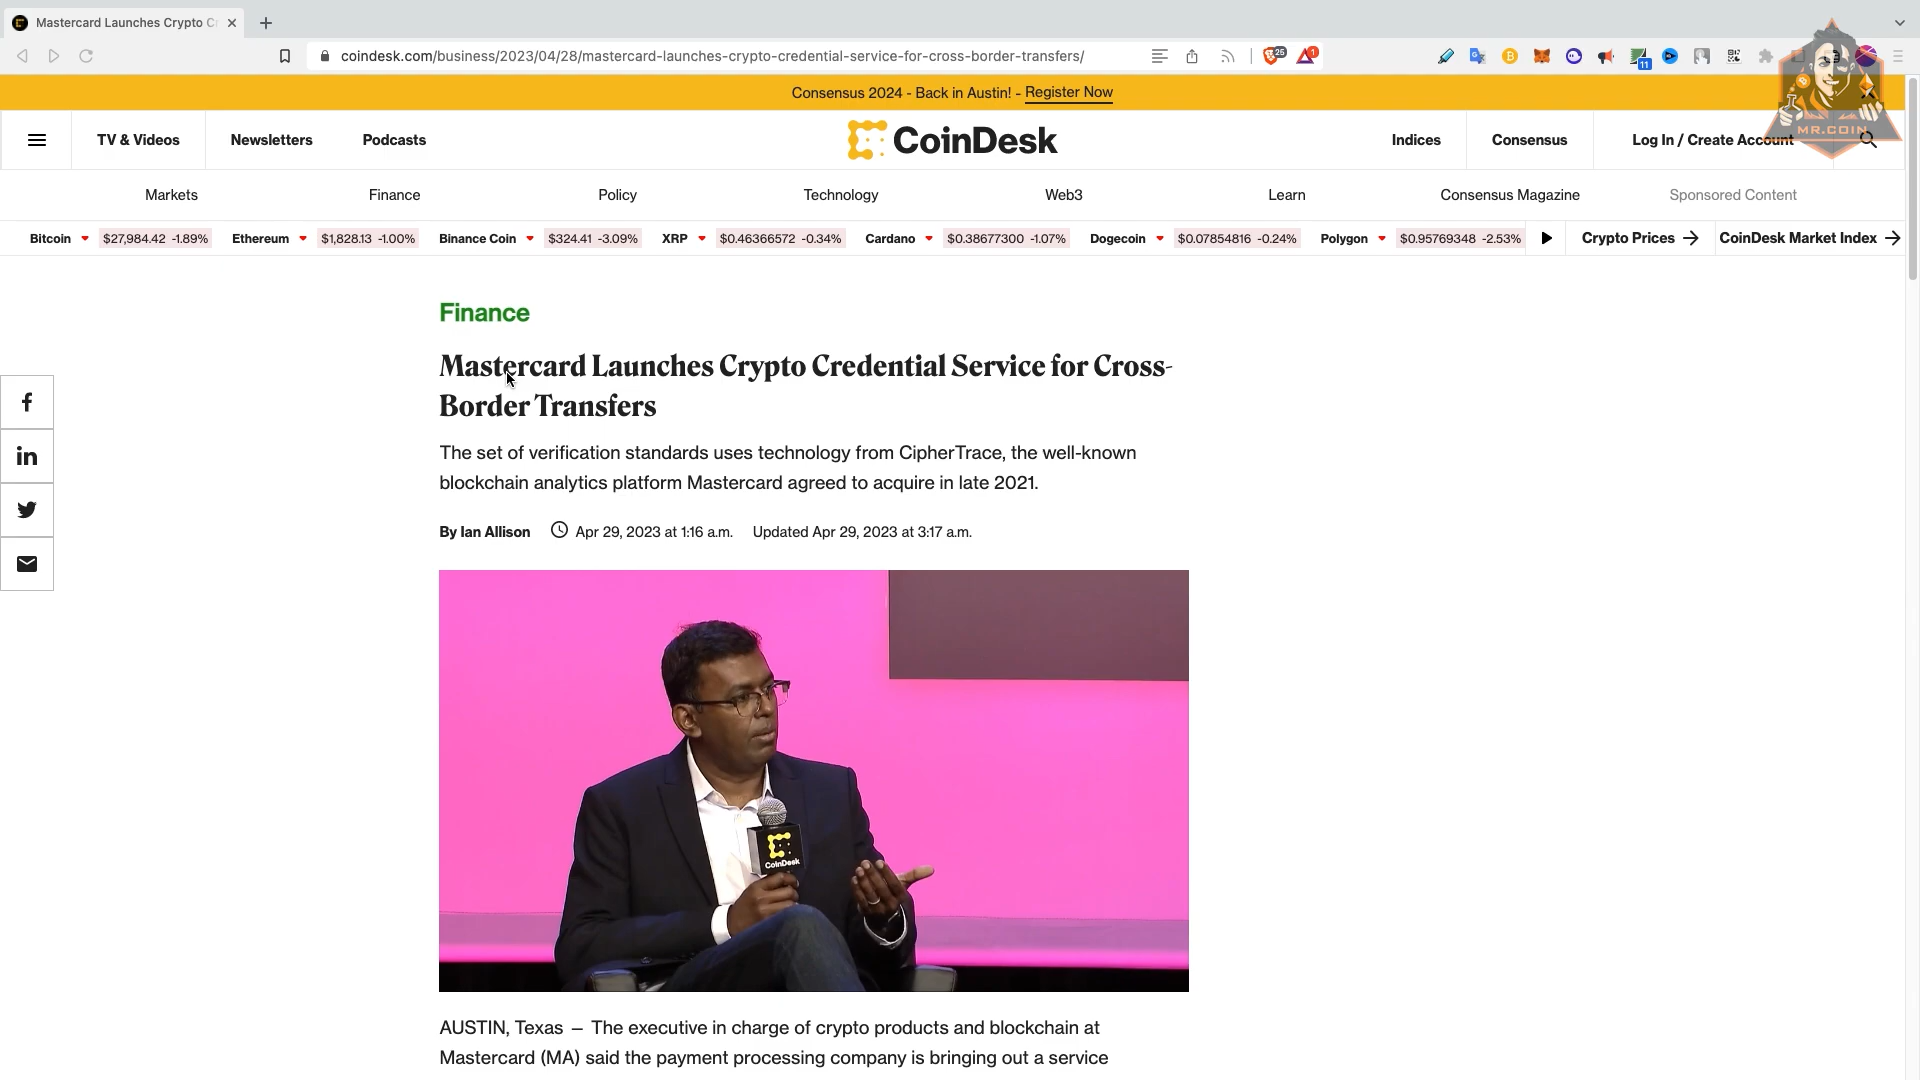 Mastercard Launches Crypto C
coindesk.com/business/2023/04/28/mastercard-launches-crypto-credential-service-for-cross-border-transfers/
25
1
11
Consensus 2024 - Back in Austin! - Register Now
MR.COIN
TV & Videos
Newsletters
Podcasts
CoinDesk
Indices
Consensus
Log In / Create Account
Markets
Finance
Policy
Technology
Web3
Learn
Consensus Magazine
Sponsored Content
Bitcoin $27,984.42 -1.89%
Ethereum $1,828.13 -1.00%
Binance Coin $324.41 -3.09%
XRP $0.46366572 -0.34%
Cardano $0.38677300 -1.07%
Dogecoin $0.07854816 -0.24%
Polygon $0.95769348 -2.53%
Crypto Prices
CoinDesk Market Index
Finance
Mastercard Launches Crypto Credential Service for Cross-
Border Transfers
The set of verification standards uses technology from CipherTrace, the well-known
blockchain analytics platform Mastercard agreed to acquire in late 2021.
By Ian Allison Apr 29, 2023 at 1:16 a.m. Updated Apr 29, 2023 at 3:17 a.m.
CoinDesk
AUSTIN, Texas — The executive in charge of crypto products and blockchain at
Mastercard (MA) said the payment processing company is bringing out a service